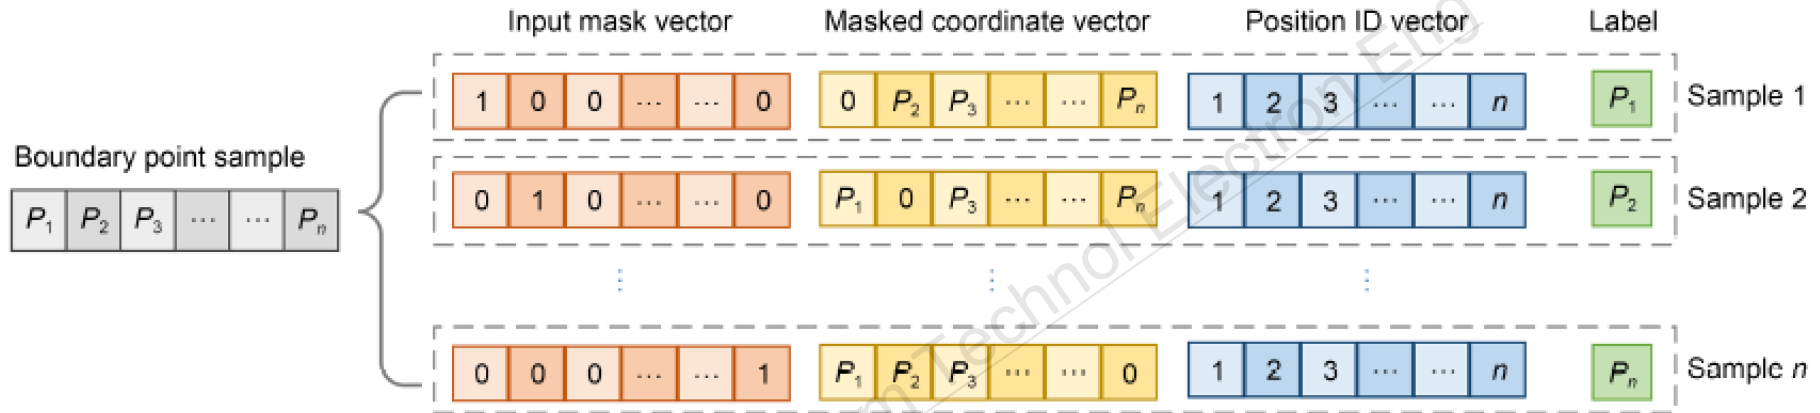 Input mask vector Masked coordinate vector Position ID vector Label
1 0 0 ... ... 0 0 P2 P3 ... ... Pn 1 2 3 ... ... n P1 Sample 1
Boundary point sample
P1 P2 P3 ... ... Pn
0 1 0 ... ... 0 P1 0 P3 ... ... Pn 1 2 3 ... ... n P2 Sample 2
0 0 0 ... ... 1 P1 P2 P3 ... ... 0 1 2 3 ... ... n Pn Sample n
Technol Electron Eng